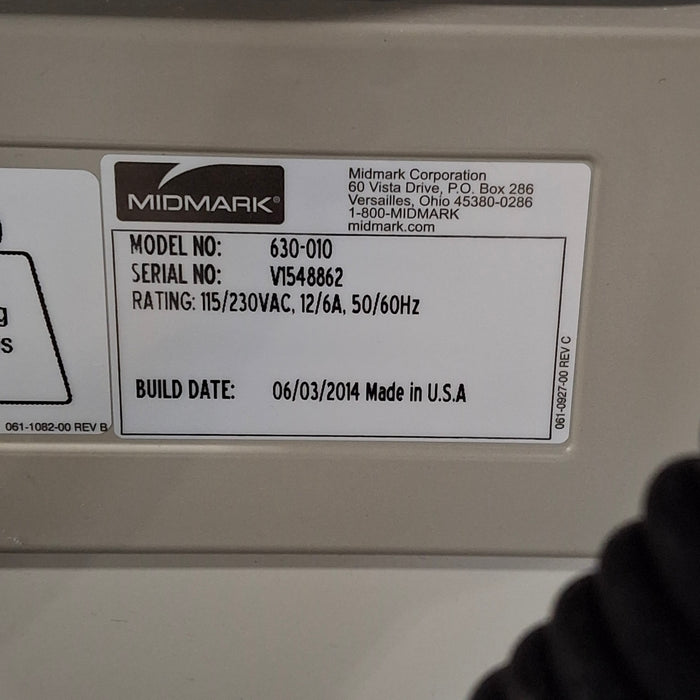 MIDMARK®
Midmark Corporation
60 Vista Drive, P.O. Box 286
Versailles, Ohio 45380-0286
1-800-MIDMARK
midmark.com
MODEL NO: 630-010
SERIAL NO: V1548862
RATING: 115/230VAC, 12/6A, 50/60Hz
BUILD DATE: 06/03/2014 Made in U.S.A
061-0927-00 REV C
061-1082-00 REV B